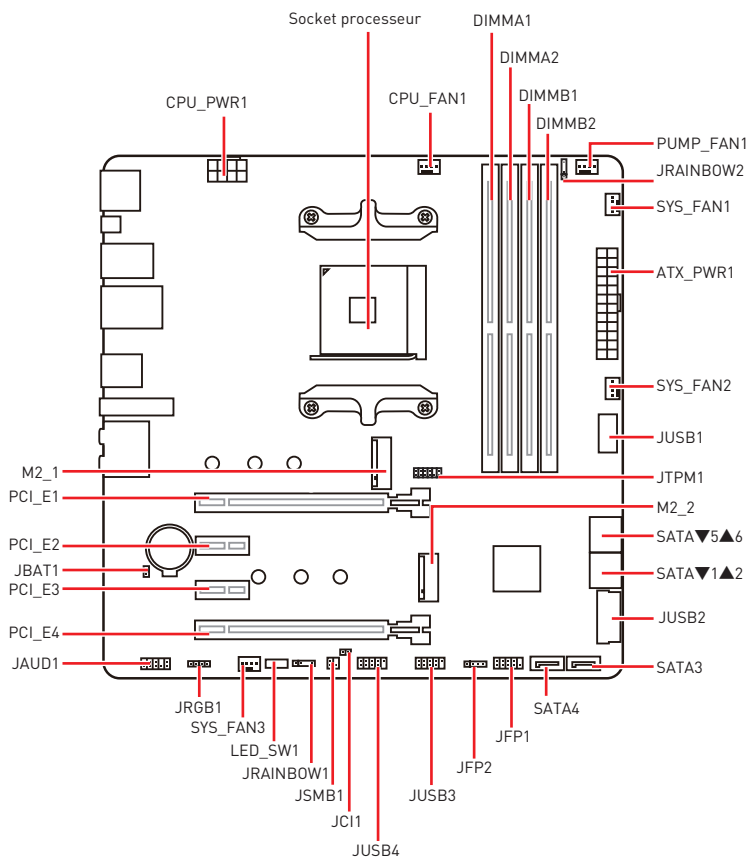 Socket processeur
DIMMA1
DIMMA2
CPU_PWR1
CPU_FAN1
DIMMB1
DIMMB2
PUMP_FAN1
JRAINBOW2
SYS_FAN1
ATX_PWR1
SYS_FAN2
JUSB1
M2_1
JTPM1
PCI_E1
M2_2
PCI_E2
SATA▼5▲6
JBAT1
SATA▼1▲2
PCI_E3
JUSB2
PCI_E4
JAUD1
SATA3
JRGB1
SATA4
SYS_FAN3
JFP1
LED_SW1
JFP2
JRAINBOW1
JSMB1
JUSB3
JCI1
JUSB4